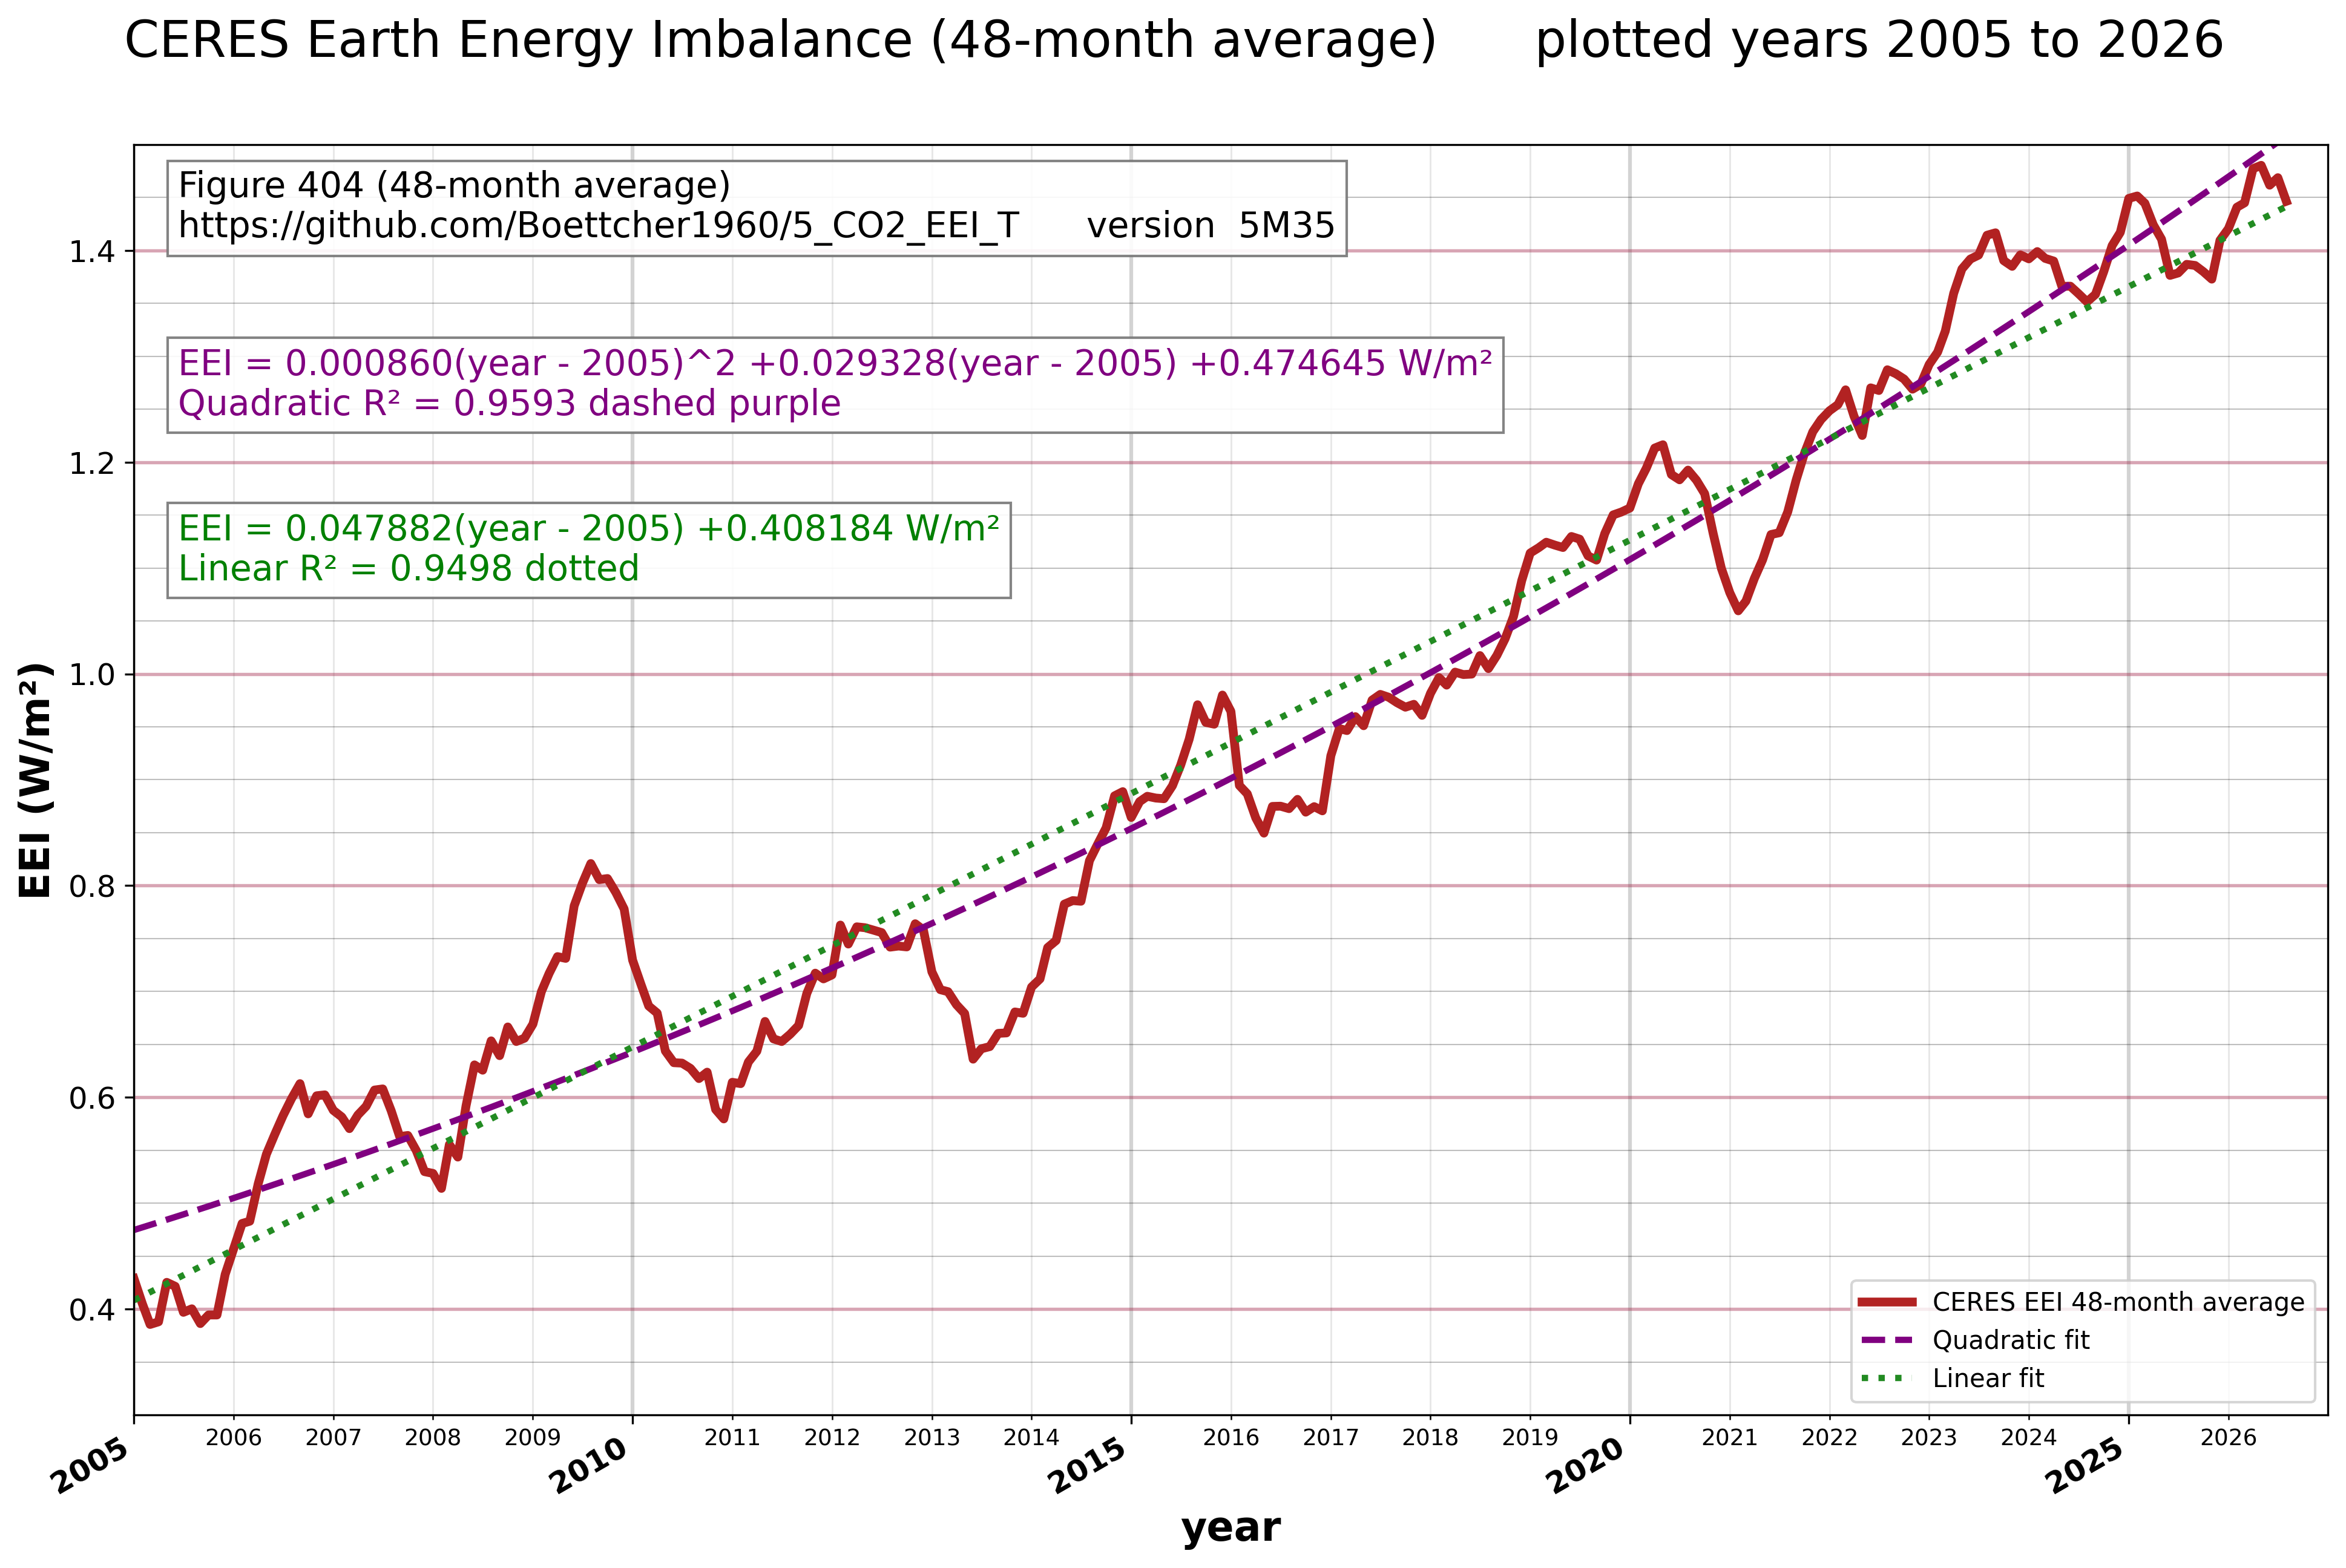 CERES Earth Energy Imbalance (48-month average)      plotted years 2005 to 2026
Figure 404 (48-month average)
https://github.com/Boettcher1960/5_CO2_EEI_T      version  5M35
EEI = 0.000860(year - 2005)^2 +0.029328(year - 2005) +0.474645 W/m²
Quadratic R² = 0.9593 dashed purple
EEI = 0.047882(year - 2005) +0.408184 W/m²
Linear R² = 0.9498 dotted
EEI (W/m²)
1.4
1.2
1.0
0.8
0.6
0.4
CERES EEI 48-month average
Quadratic fit
Linear fit
2005 2006 2007 2008 2009 2010 2011 2012 2013 2014 2015 2016 2017 2018 2019 2020 2021 2022 2023 2024 2025 2026
year